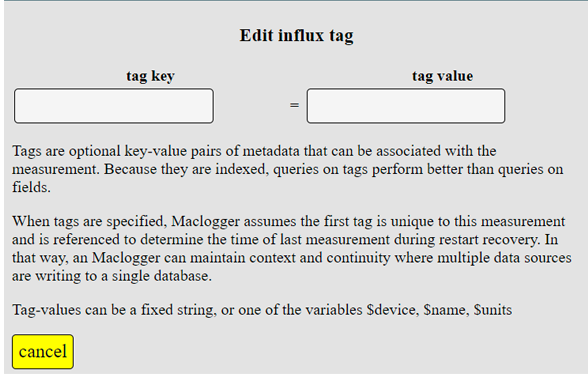 Edit influx tag
tag key tag value
=
Tags are optional key-value pairs of metadata that can be associated with the
measurement. Because they are indexed, queries on tags perform better than queries on
fields.
When tags are specified, Maclogger assumes the first tag is unique to this measurement
and is referenced to determine the time of last measurement during restart recovery. In
that way, an Maclogger can maintain context and continuity where multiple data sources
are writing to a single database.
Tag-values can be a fixed string, or one of the variables $device, $name, $units
cancel